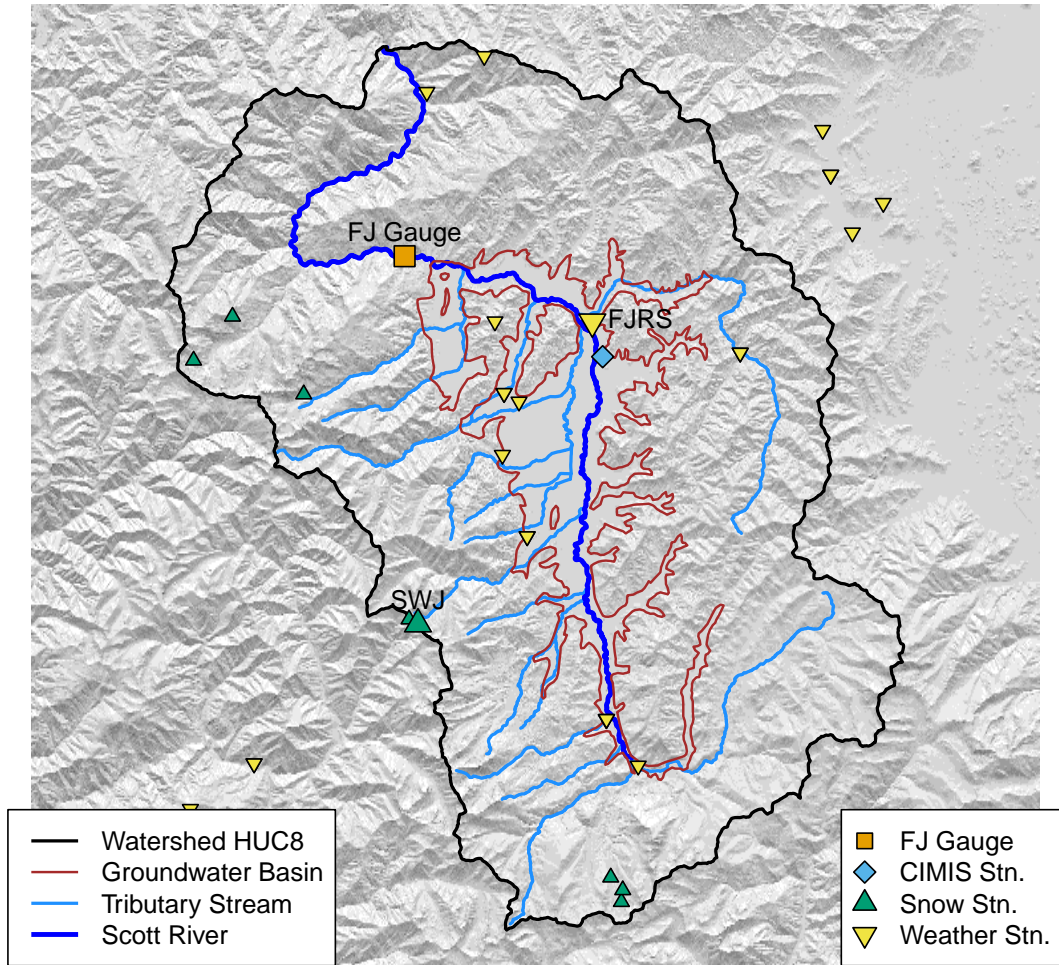 FJ Gauge
FJRS
SWJ
Watershed HUC8
Groundwater Basin
Tributary Stream
Scott River
FJ Gauge
CIMIS Stn.
Snow Stn.
Weather Stn.